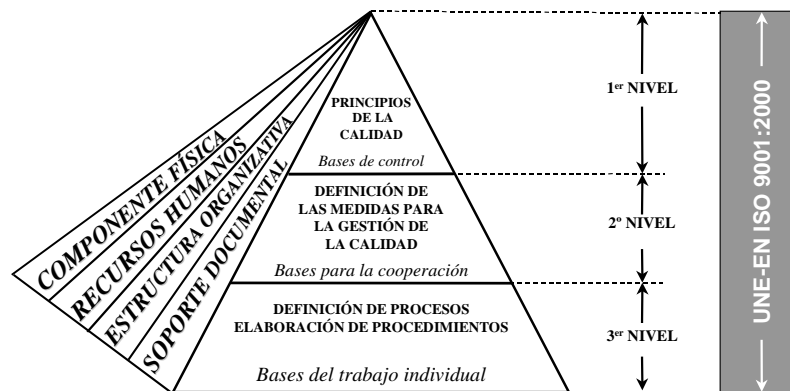 COMPONENTE FÍSICA
RECURSOS HUMANOS
ESTRUCTURA ORGANIZATIVA
SOPORTE DOCUMENTAL
PRINCIPIOS
DE LA
CALIDAD
Bases de control
DEFINICIÓN DE
LAS MEDIDAS PARA
LA GESTIÓN DE
LA CALIDAD
Bases para la cooperación
DEFINICIÓN DE PROCESOS
ELABORACIÓN DE PROCEDIMIENTOS
Bases del trabajo individual
1er NIVEL
2º NIVEL
3er NIVEL
UNE-EN ISO 9001:2000